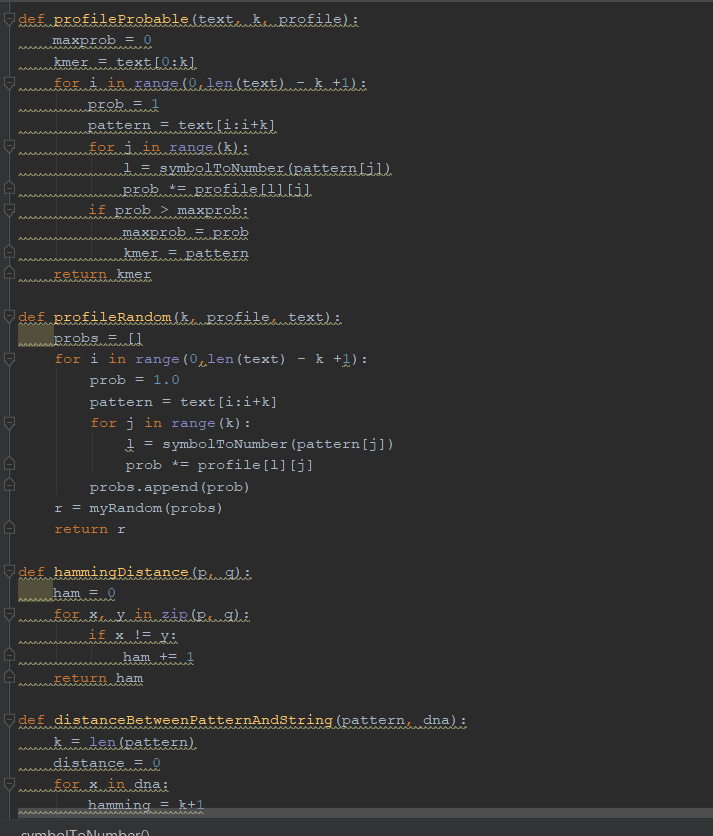 def profileProbable(text, k, profile):
    maxprob = 0
    kmer = text[0:k]
    for i in range(0,len(text) - k +1):
        prob = 1
        pattern = text[i:i+k]
        for j in range(k):
            l = symbolToNumber(pattern[j])
            prob *= profile[l][j]
        if prob > maxprob:
            maxprob = prob
            kmer = pattern
    return kmer
def profileRandom(k, profile, text):
    probs = []
    for i in range(0,len(text) - k +1):
        prob = 1.0
        pattern = text[i:i+k]
        for j in range(k):
            l = symbolToNumber(pattern[j])
            prob *= profile[l][j]
        probs.append(prob)
    r = myRandom(probs)
    return r
def hammingDistance(p, q):
    ham = 0
    for x, y in zip(p, q):
        if x != y:
            ham += 1
    return ham
def distanceBetweenPatternAndString(pattern, dna):
    k = len(pattern)
    distance = 0
    for x in dna:
        hamming = k+1
symbolToNumber()